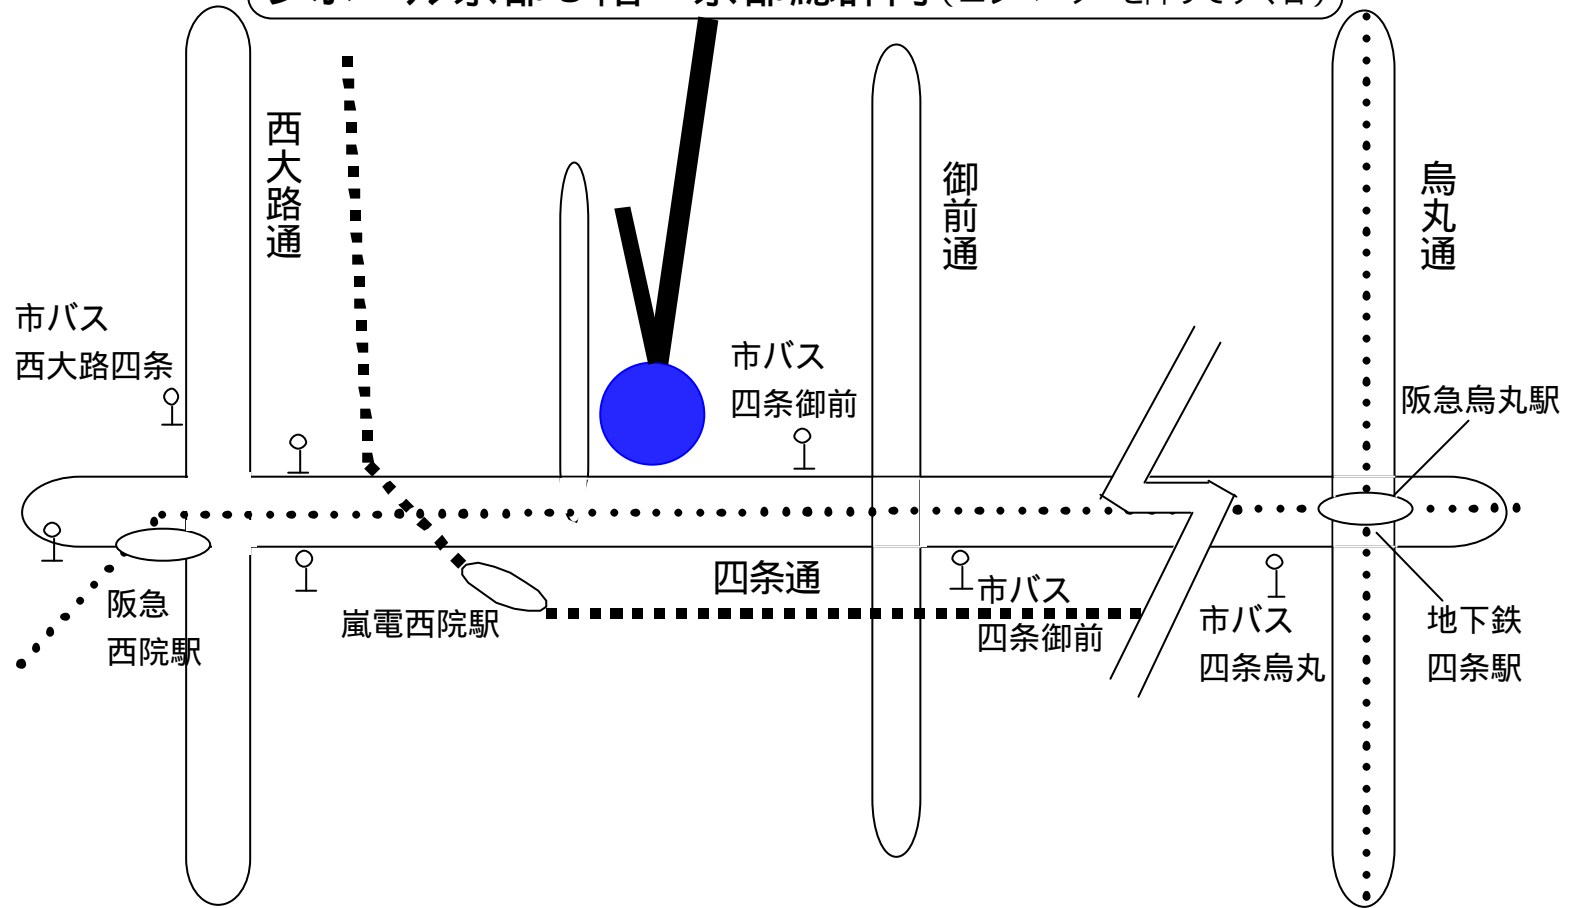 西大路通
御前通
烏丸通
市バス
西大路四条
市バス
四条御前
阪急烏丸駅
四条通
阪急
西院駅
嵐電西院駅
市バス
四条御前
市バス
四条烏丸
地下鉄
四条駅